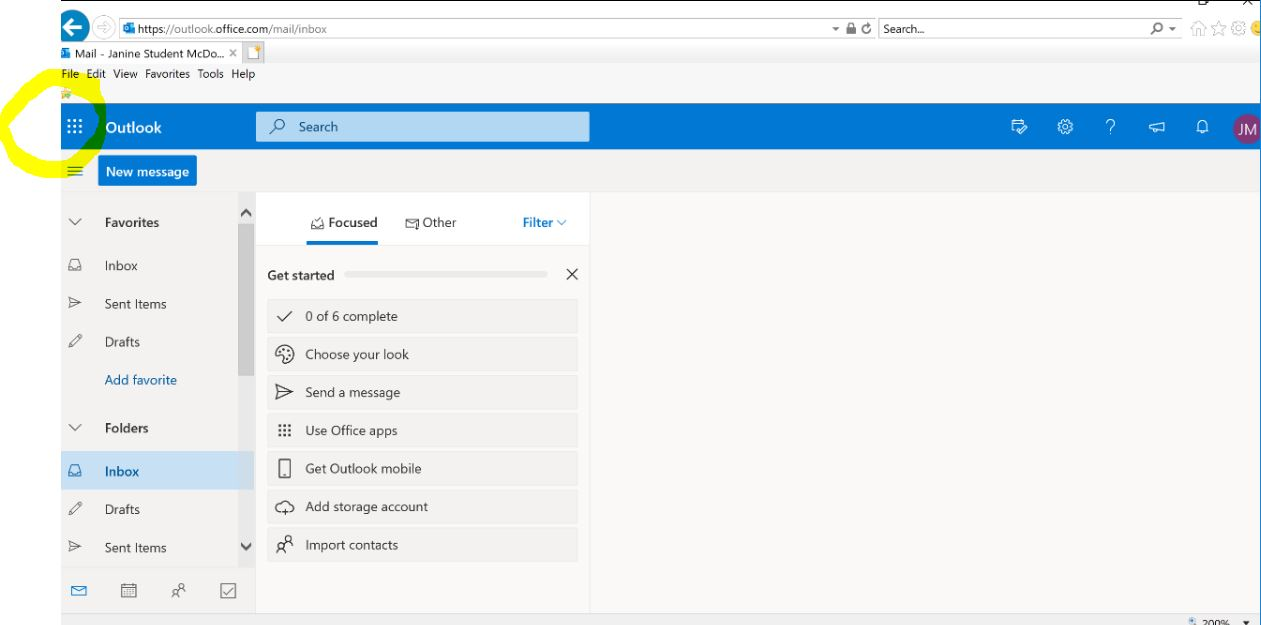 https://outlook.office.com/mail/inbox
Search...
Mail - Janine Student McDo...
File Edit View Favorites Tools Help
Outlook
Search
JM
New message
Favorites
Inbox
Sent Items
Drafts
Add favorite
Folders
Inbox
Drafts
Sent Items
Focused
Other
Filter
Get started
0 of 6 complete
Choose your look
Send a message
Use Office apps
Get Outlook mobile
Add storage account
Import contacts
200%